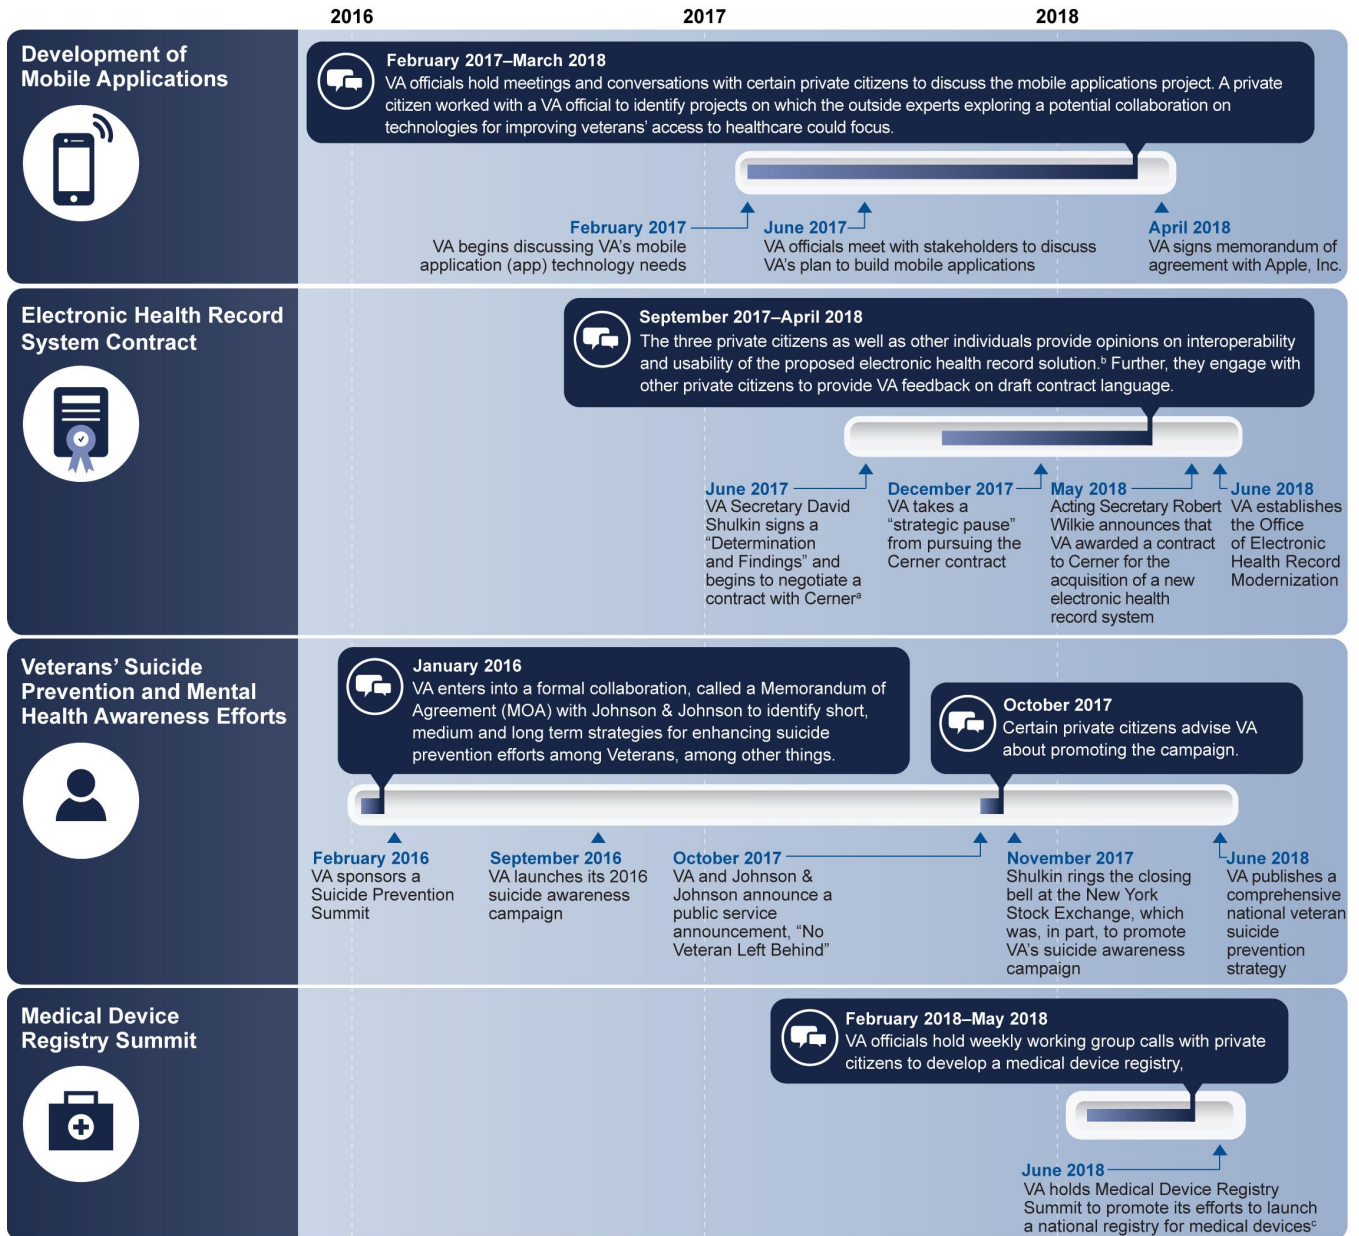 2016
2017
2018
Development of
Mobile Applications
February 2017–March 2018
VA officials hold meetings and conversations with certain private citizens to discuss the mobile applications project. A private
citizen worked with a VA official to identify projects on which the outside experts exploring a potential collaboration on
technologies for improving veterans’ access to healthcare could focus.
February 2017
VA begins discussing VA’s mobile
application (app) technology needs
June 2017
VA officials meet with stakeholders to discuss
VA’s plan to build mobile applications
April 2018
VA signs memorandum of
agreement with Apple, Inc.
Electronic Health Record
System Contract
September 2017–April 2018
The three private citizens as well as other individuals provide opinions on interoperability
and usability of the proposed electronic health record solution.ᵇ Further, they engage with
other private citizens to provide VA feedback on draft contract language.
June 2017
VA Secretary David
Shulkin signs a
“Determination
and Findings” and
begins to negotiate a
contract with Cernerᵃ
December 2017
VA takes a
“strategic pause”
from pursuing the
Cerner contract
May 2018
Acting Secretary Robert
Wilkie announces that
VA awarded a contract
to Cerner for the
acquisition of a new
electronic health
record system
June 2018
VA establishes
the Office
of Electronic
Health Record
Modernization
Veterans’ Suicide
Prevention and Mental
Health Awareness Efforts
January 2016
VA enters into a formal collaboration, called a Memorandum of
Agreement (MOA) with Johnson & Johnson to identify short,
medium and long term strategies for enhancing suicide
prevention efforts among Veterans, among other things.
October 2017
Certain private citizens advise VA
about promoting the campaign.
February 2016
VA sponsors a
Suicide Prevention
Summit
September 2016
VA launches its 2016
suicide awareness
campaign
October 2017
VA and Johnson &
Johnson announce a
public service
announcement, “No
Veteran Left Behind”
November 2017
Shulkin rings the closing
bell at the New York
Stock Exchange, which
was, in part, to promote
VA’s suicide awareness
campaign
June 2018
VA publishes a
comprehensive
national veteran
suicide
prevention
strategy
Medical Device
Registry Summit
February 2018–May 2018
VA officials hold weekly working group calls with private
citizens to develop a medical device registry,
June 2018
VA holds Medical Device Registry
Summit to promote its efforts to launch
a national registry for medical devicesᶜ